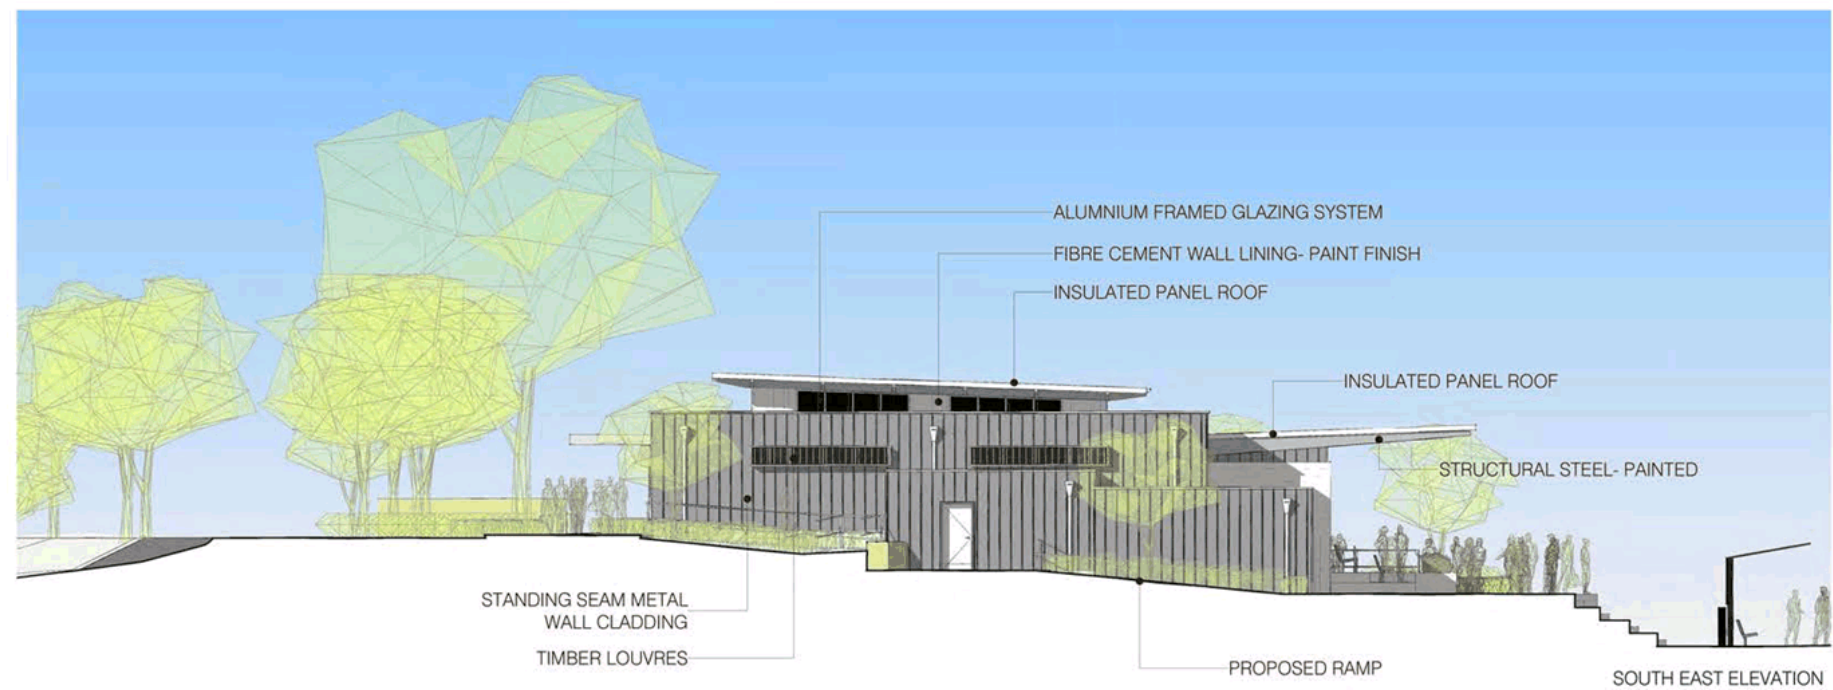 ALUMNIUM FRAMED GLAZING SYSTEM
FIBRE CEMENT WALL LINING- PAINT FINISH
INSULATED PANEL ROOF
INSULATED PANEL ROOF
STRUCTURAL STEEL- PAINTED
STANDING SEAM METAL
WALL CLADDING
TIMBER LOUVRES
PROPOSED RAMP
SOUTH EAST ELEVATION